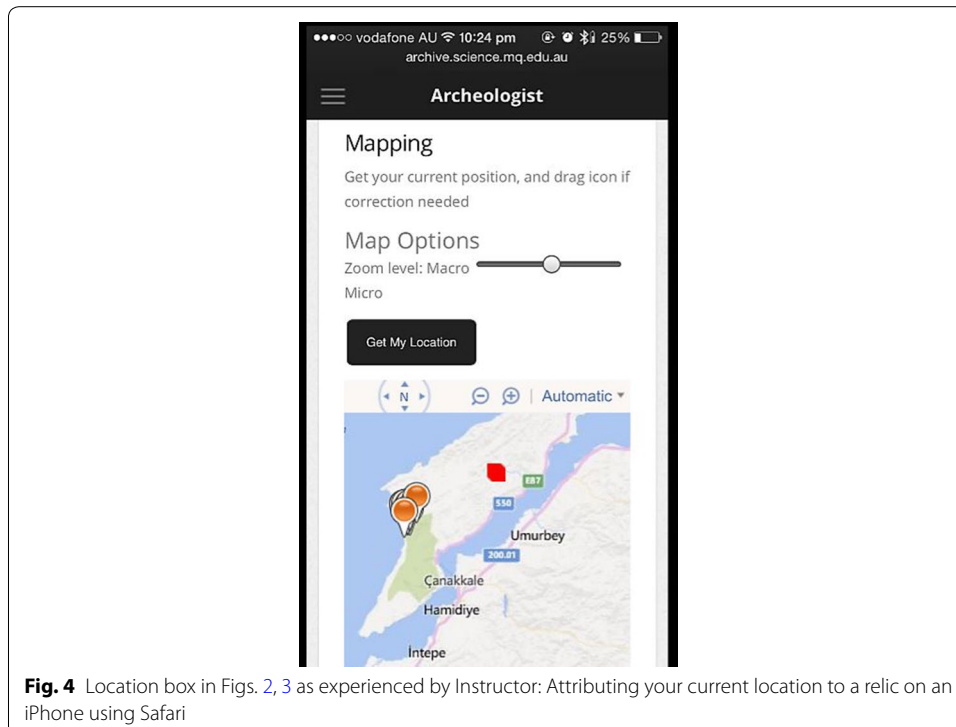 ●●●○○ vodafone AU 10:24 pm 25%
archive.science.mq.edu.au
Archeologist
Mapping
Get your current position, and drag icon if
correction needed
Map Options
Zoom level: Macro
Micro
Get My Location
N | Automatic
E87
550
Umurbey
200.01
Çanakkale
Hamidiye
İntepe
Fig. 4 Location box in Figs. 2, 3 as experienced by Instructor: Attributing your current location to a relic on an
iPhone using Safari